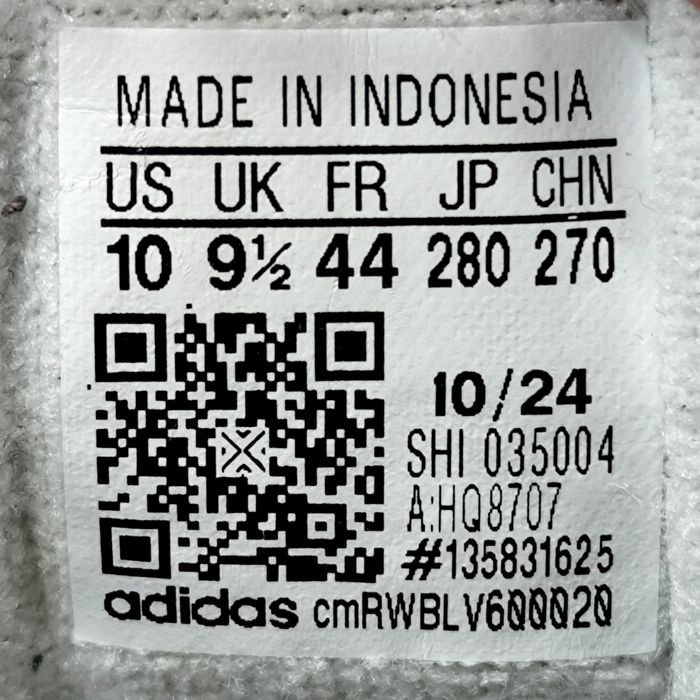 MADE IN INDONESIA
US UK FR JP CHN
10 9½ 44 280 270
10/24
SHI 035004
A:HQ8707
#135831625
adidas cmRWBLV600020